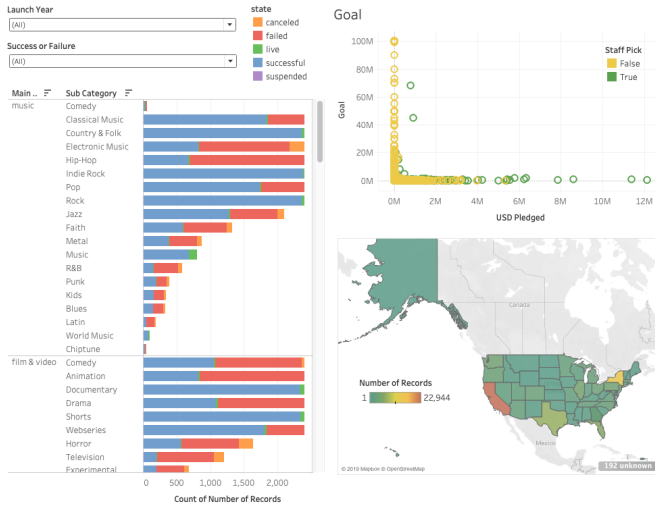 Launch Year
(All)
Success or Failure
(All)
state
canceled
failed
live
successful
suspended
Main ..
Sub Category
music
Comedy
Classical Music
Country & Folk
Electronic Music
Hip-Hop
Indie Rock
Pop
Rock
Jazz
Faith
Metal
Music
R&B
Punk
Kids
Blues
Latin
World Music
Chiptune
film & video
Comedy
Animation
Documentary
Drama
Shorts
Webseries
Horror
Television
Experimental
0
500
1,000
1,500
2,000
Count of Number of Records
Goal
100M
80M
60M
40M
20M
0M
Goal
0M
2M
4M
6M
8M
10M
12M
USD Pledged
Staff Pick
False
True
Canada
Mexico
Number of Records
1
22,944
© 2018 Mapbox © OpenStreetMap
192 unknown